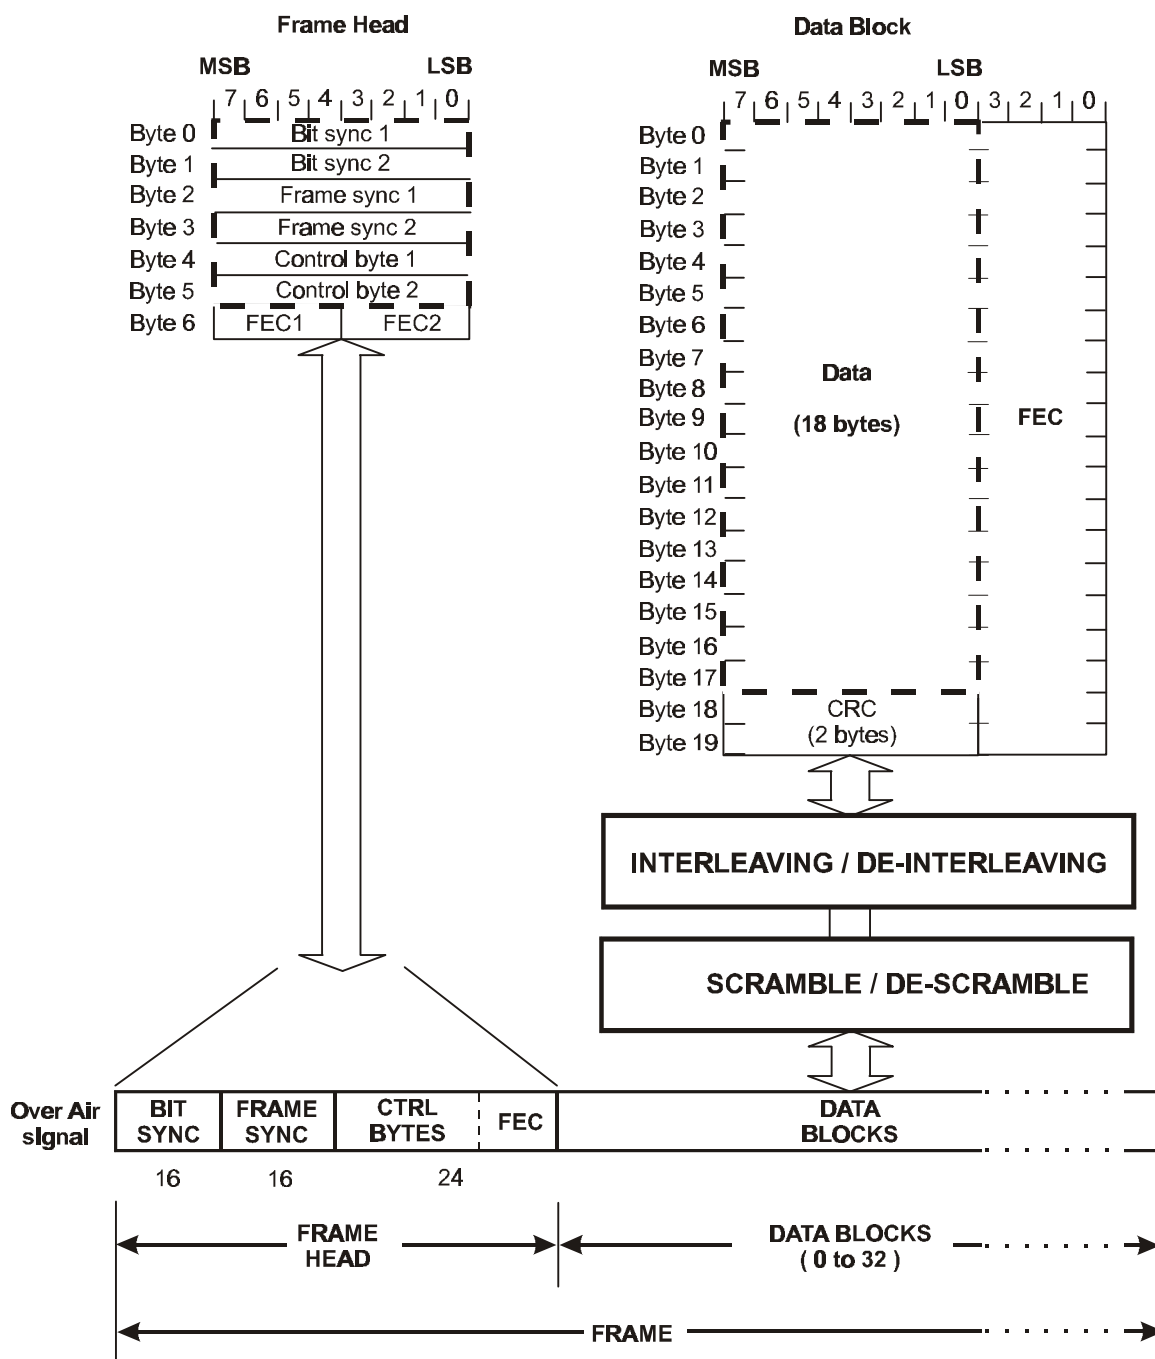 Frame Head
Data Block
MSB LSB
MSB LSB
7 6 5 4 3 2 1 0
7 6 5 4 3 2 1 0 3 2 1 0
Byte 0 Bit sync 1
Byte 1 Bit sync 2
Byte 2 Frame sync 1
Byte 3 Frame sync 2
Byte 4 Control byte 1
Byte 5 Control byte 2
Byte 6 FEC1 FEC2
Byte 0
Byte 1
Byte 2
Byte 3
Byte 4
Byte 5
Byte 6
Byte 7
Byte 8
Byte 9
Byte 10
Byte 11
Byte 12
Byte 13
Byte 14
Byte 15
Byte 16
Byte 17
Byte 18
Byte 19
Data
(18 bytes)
FEC
CRC
(2 bytes)
INTERLEAVING / DE-INTERLEAVING
SCRAMBLE / DE-SCRAMBLE
Over Air
signal
BIT
SYNC
FRAME
SYNC
CTRL
BYTES
FEC
DATA
BLOCKS
16 16 24
FRAME
HEAD
DATA BLOCKS
( 0 to 32 )
FRAME